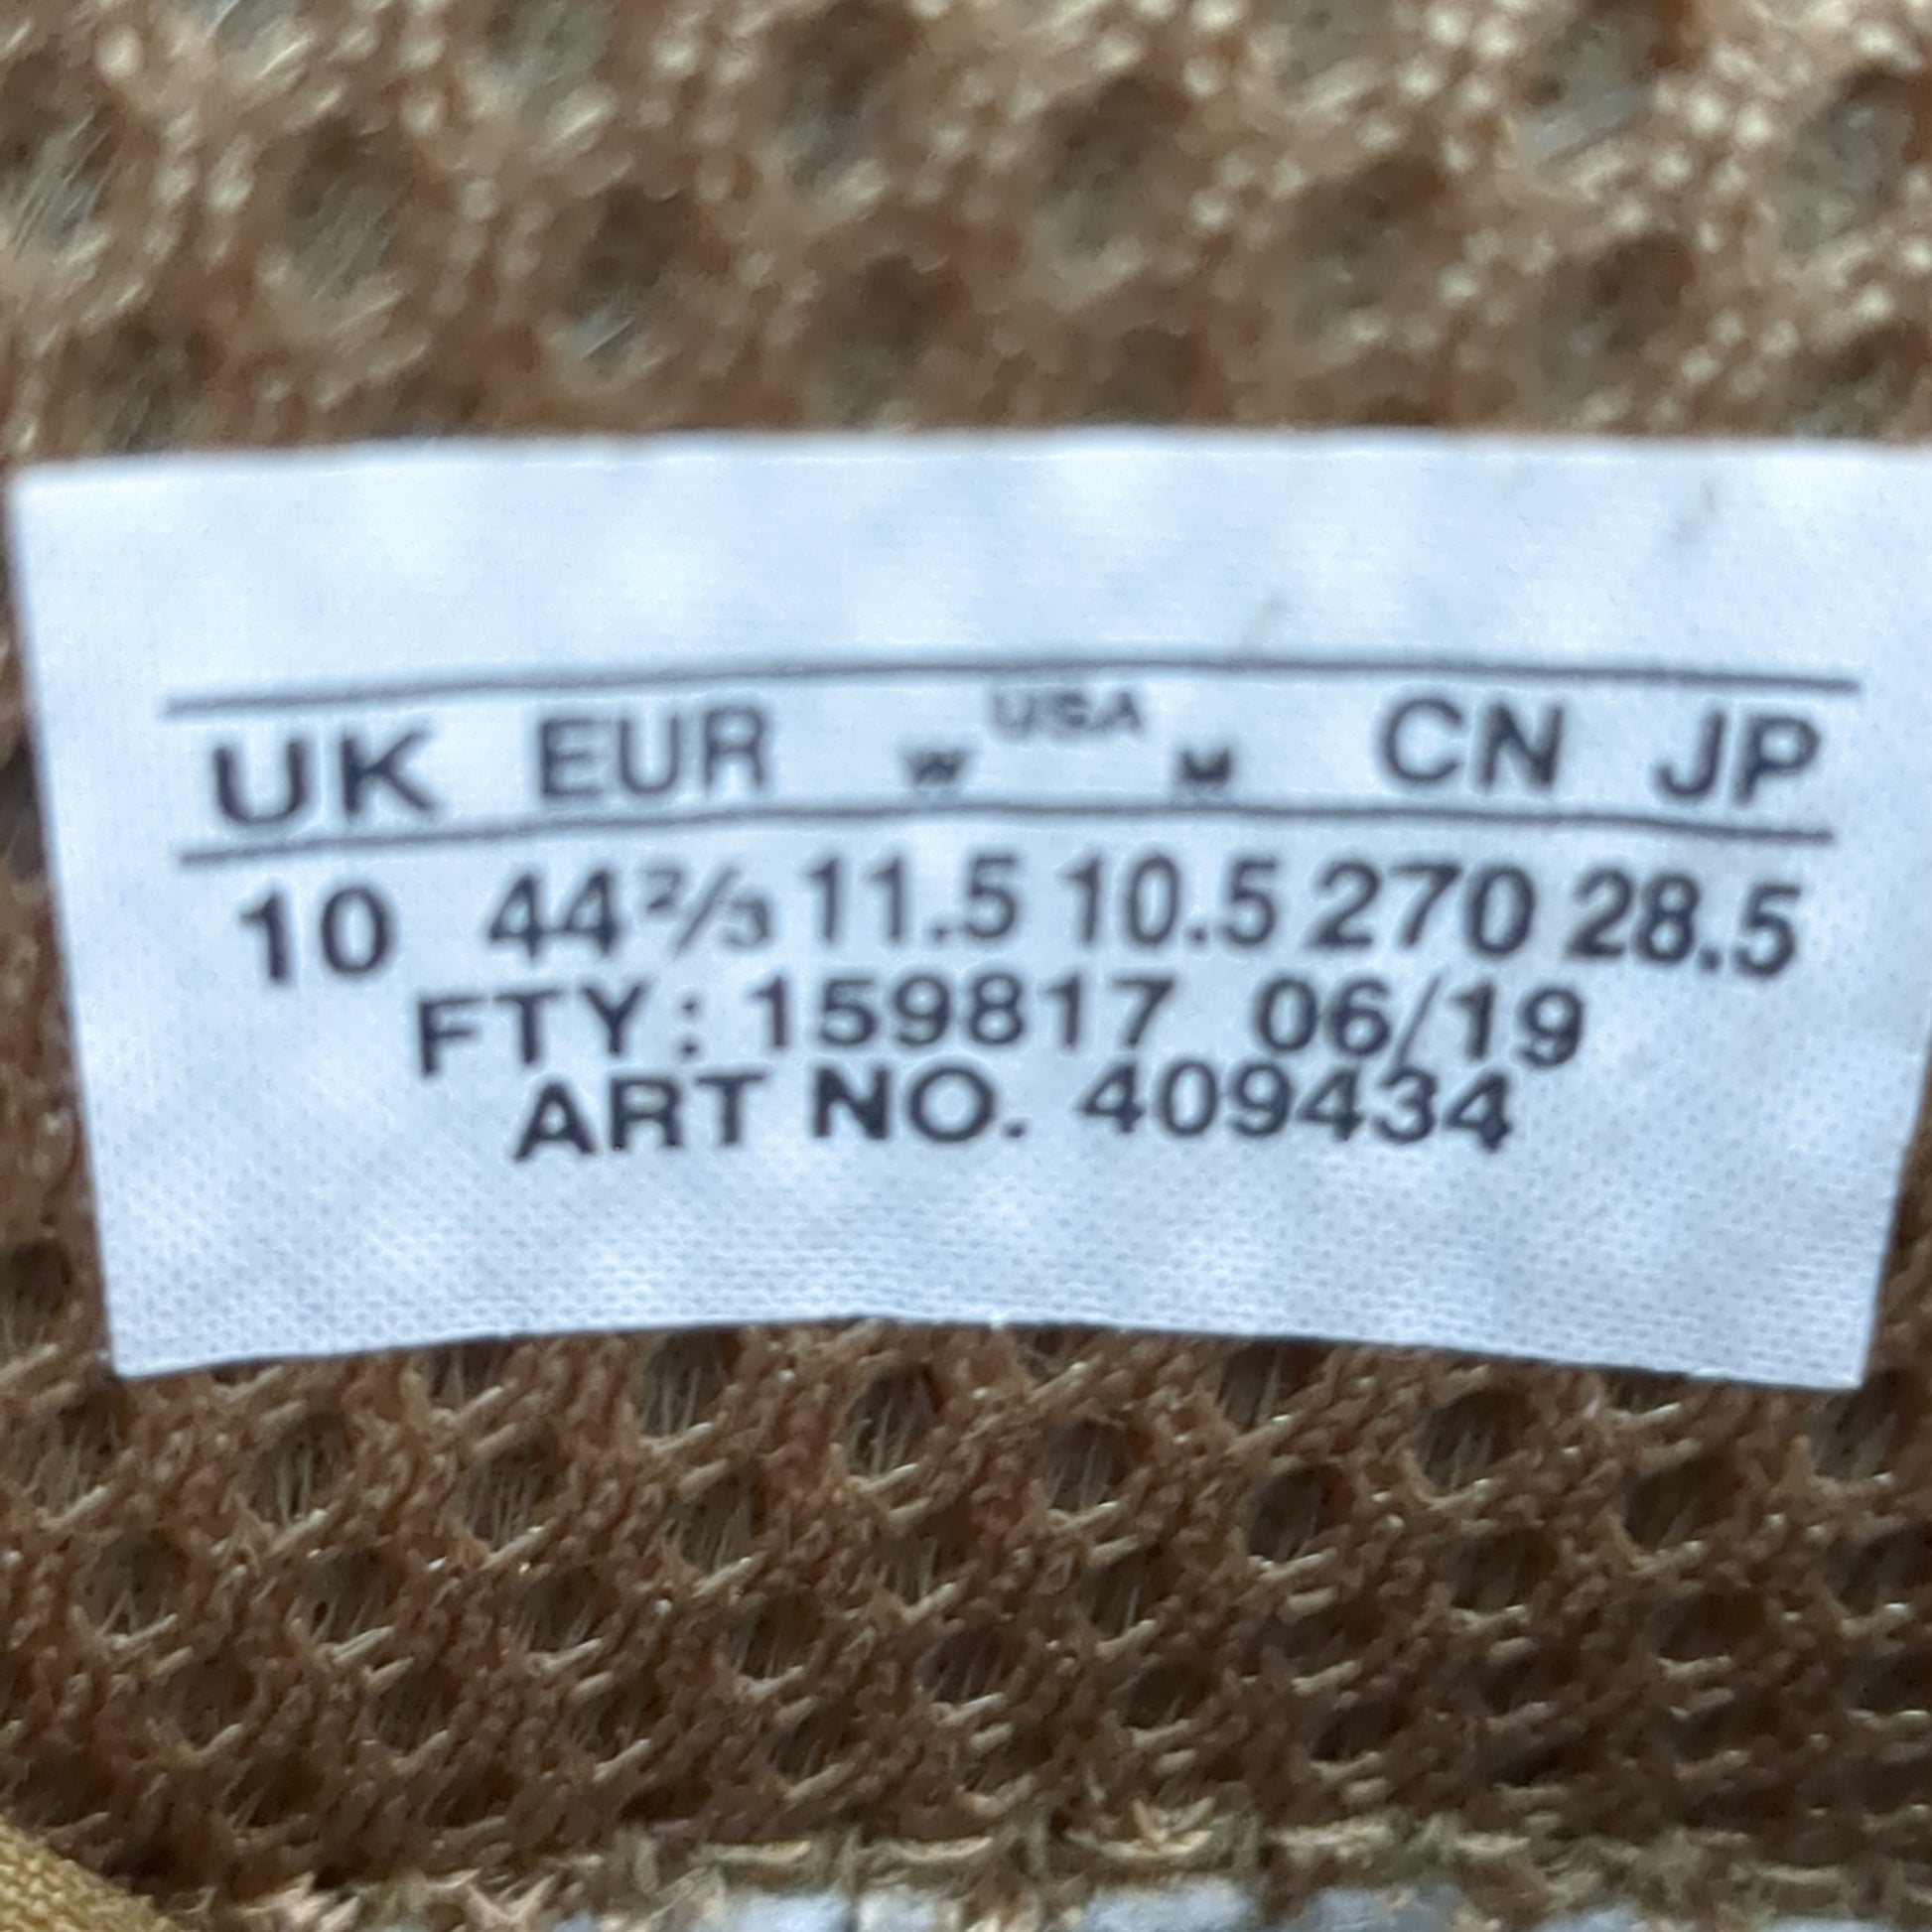 UK EUR W USA M CN JP
10 44⅔ 11.5 10.5 270 28.5
FTY: 159817 06/19
ART NO. 409434